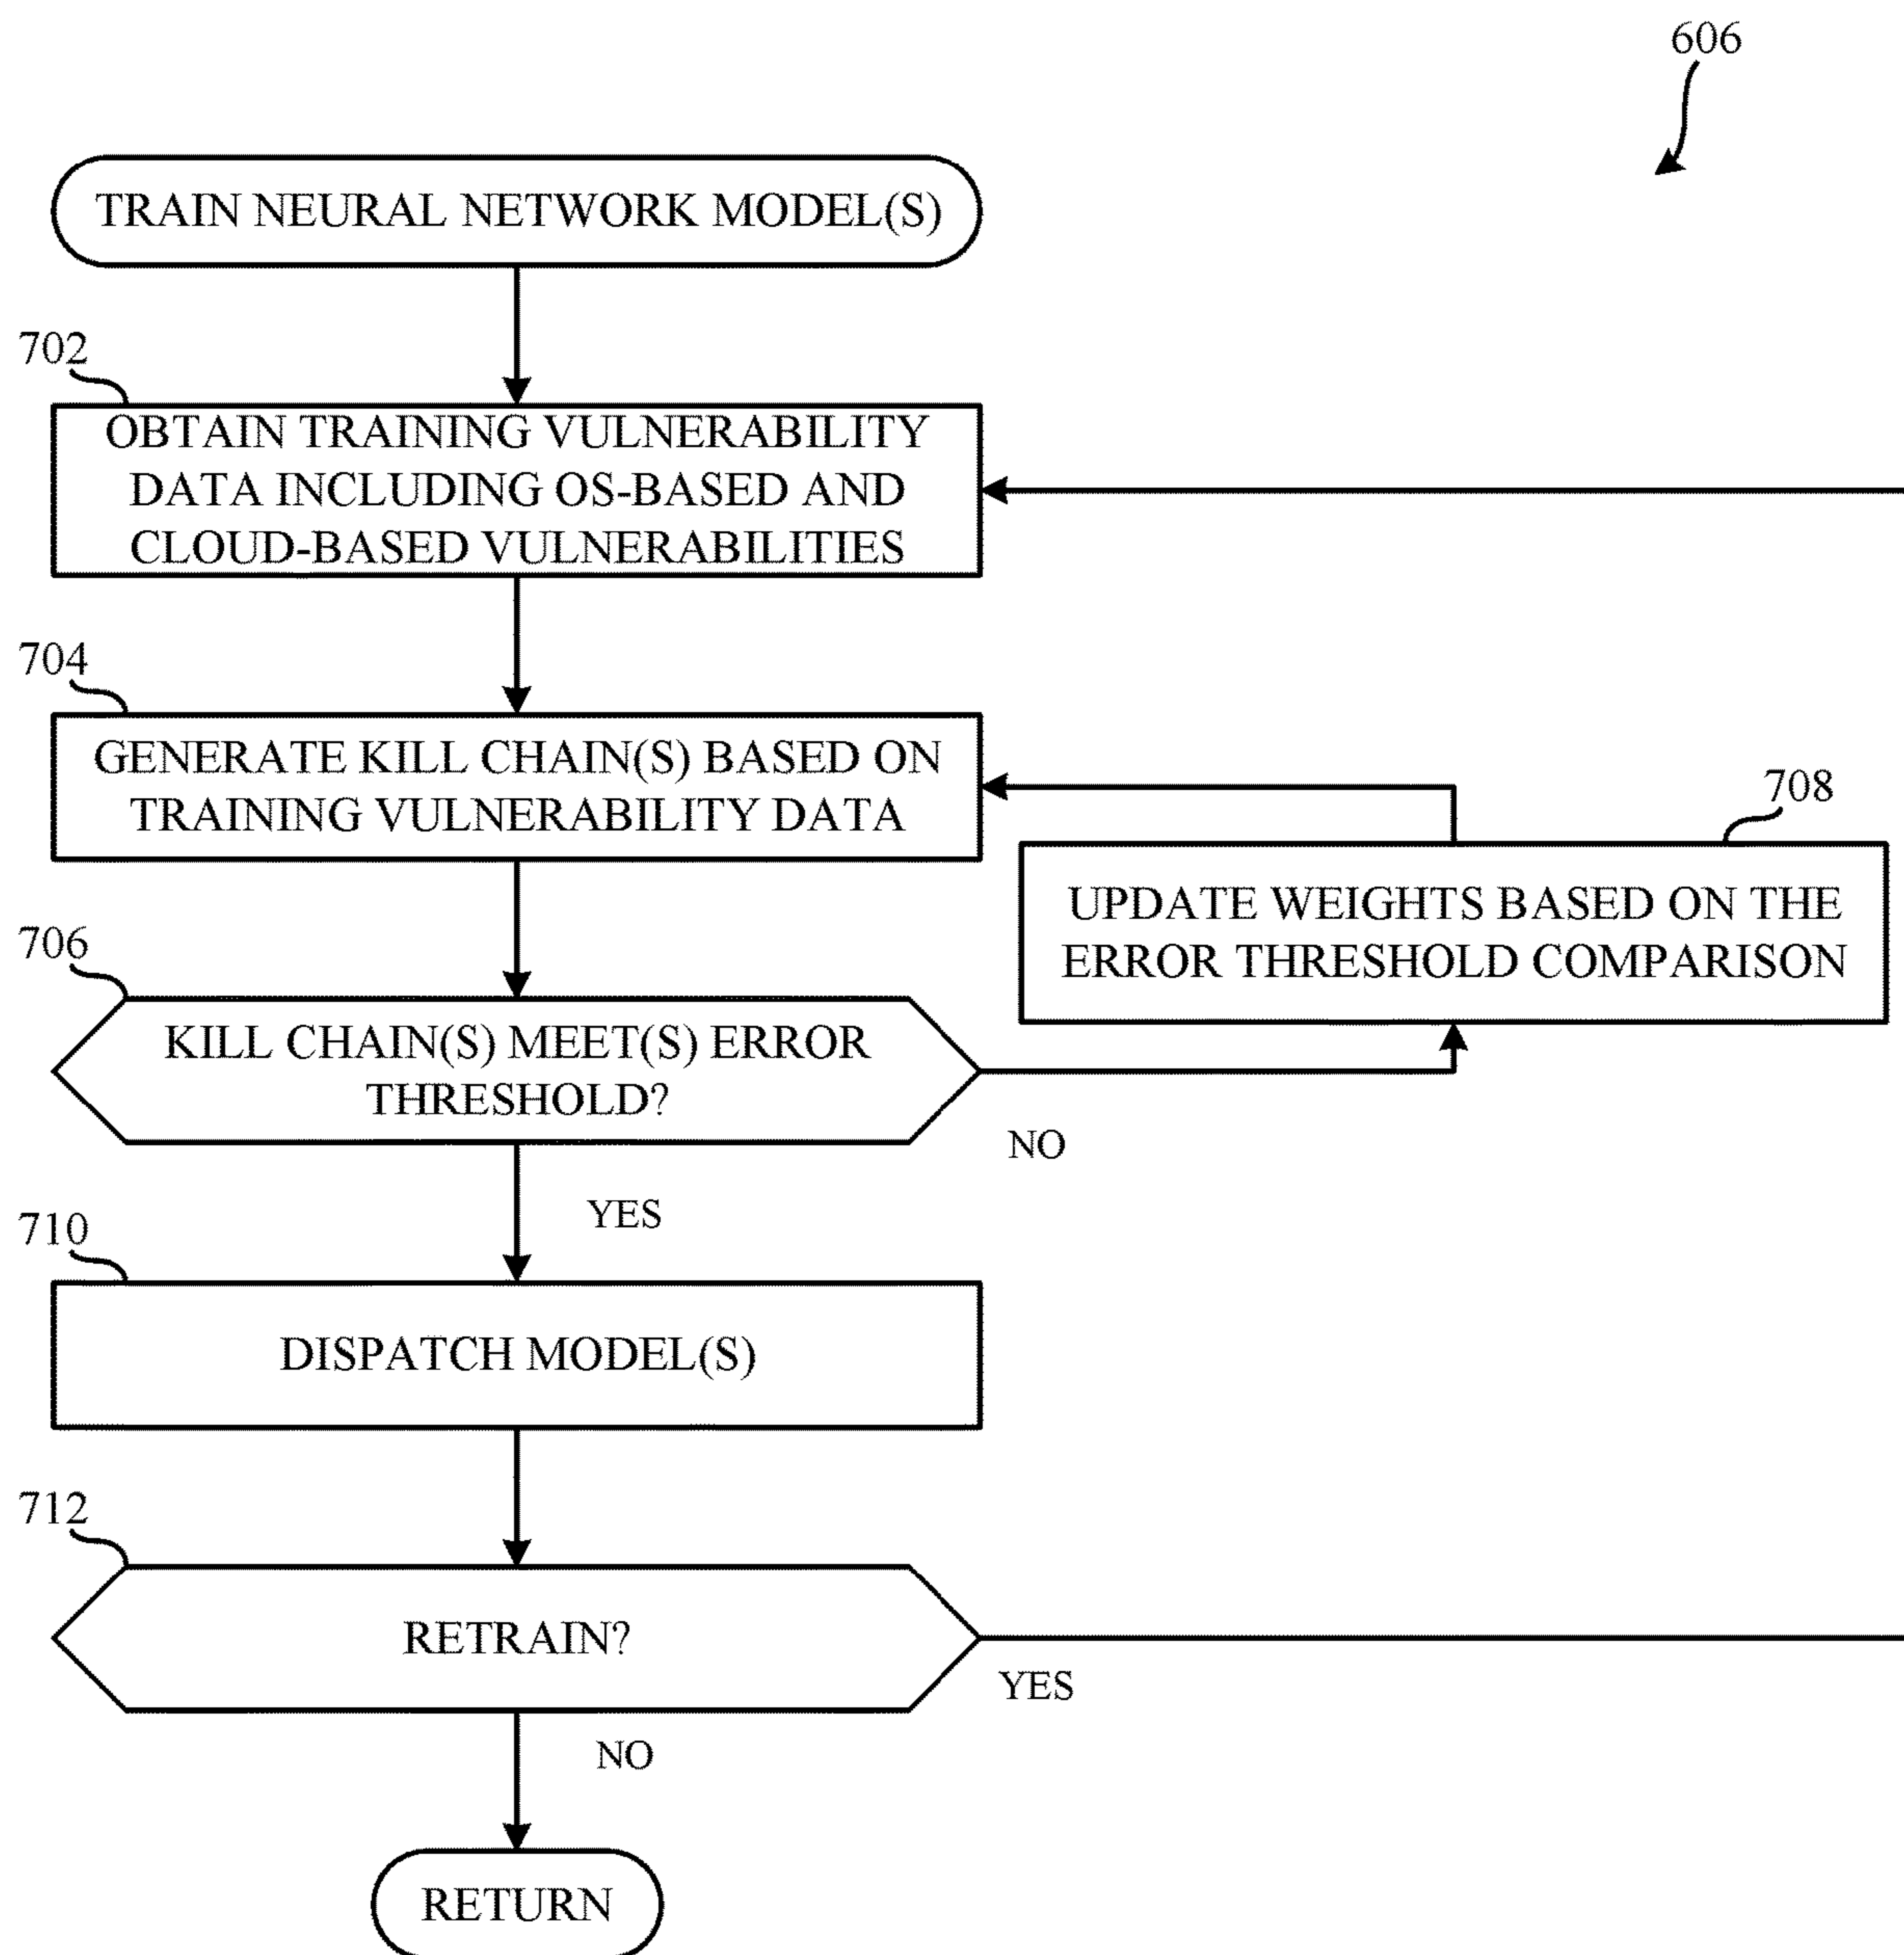 606
TRAIN NEURAL NETWORK MODEL(S)
702
OBTAIN TRAINING VULNERABILITY
DATA INCLUDING OS-BASED AND
CLOUD-BASED VULNERABILITIES
704
GENERATE KILL CHAIN(S) BASED ON
TRAINING VULNERABILITY DATA
708
UPDATE WEIGHTS BASED ON THE
ERROR THRESHOLD COMPARISON
706
KILL CHAIN(S) MEET(S) ERROR
THRESHOLD?
NO
YES
710
DISPATCH MODEL(S)
712
RETRAIN?
YES
NO
RETURN